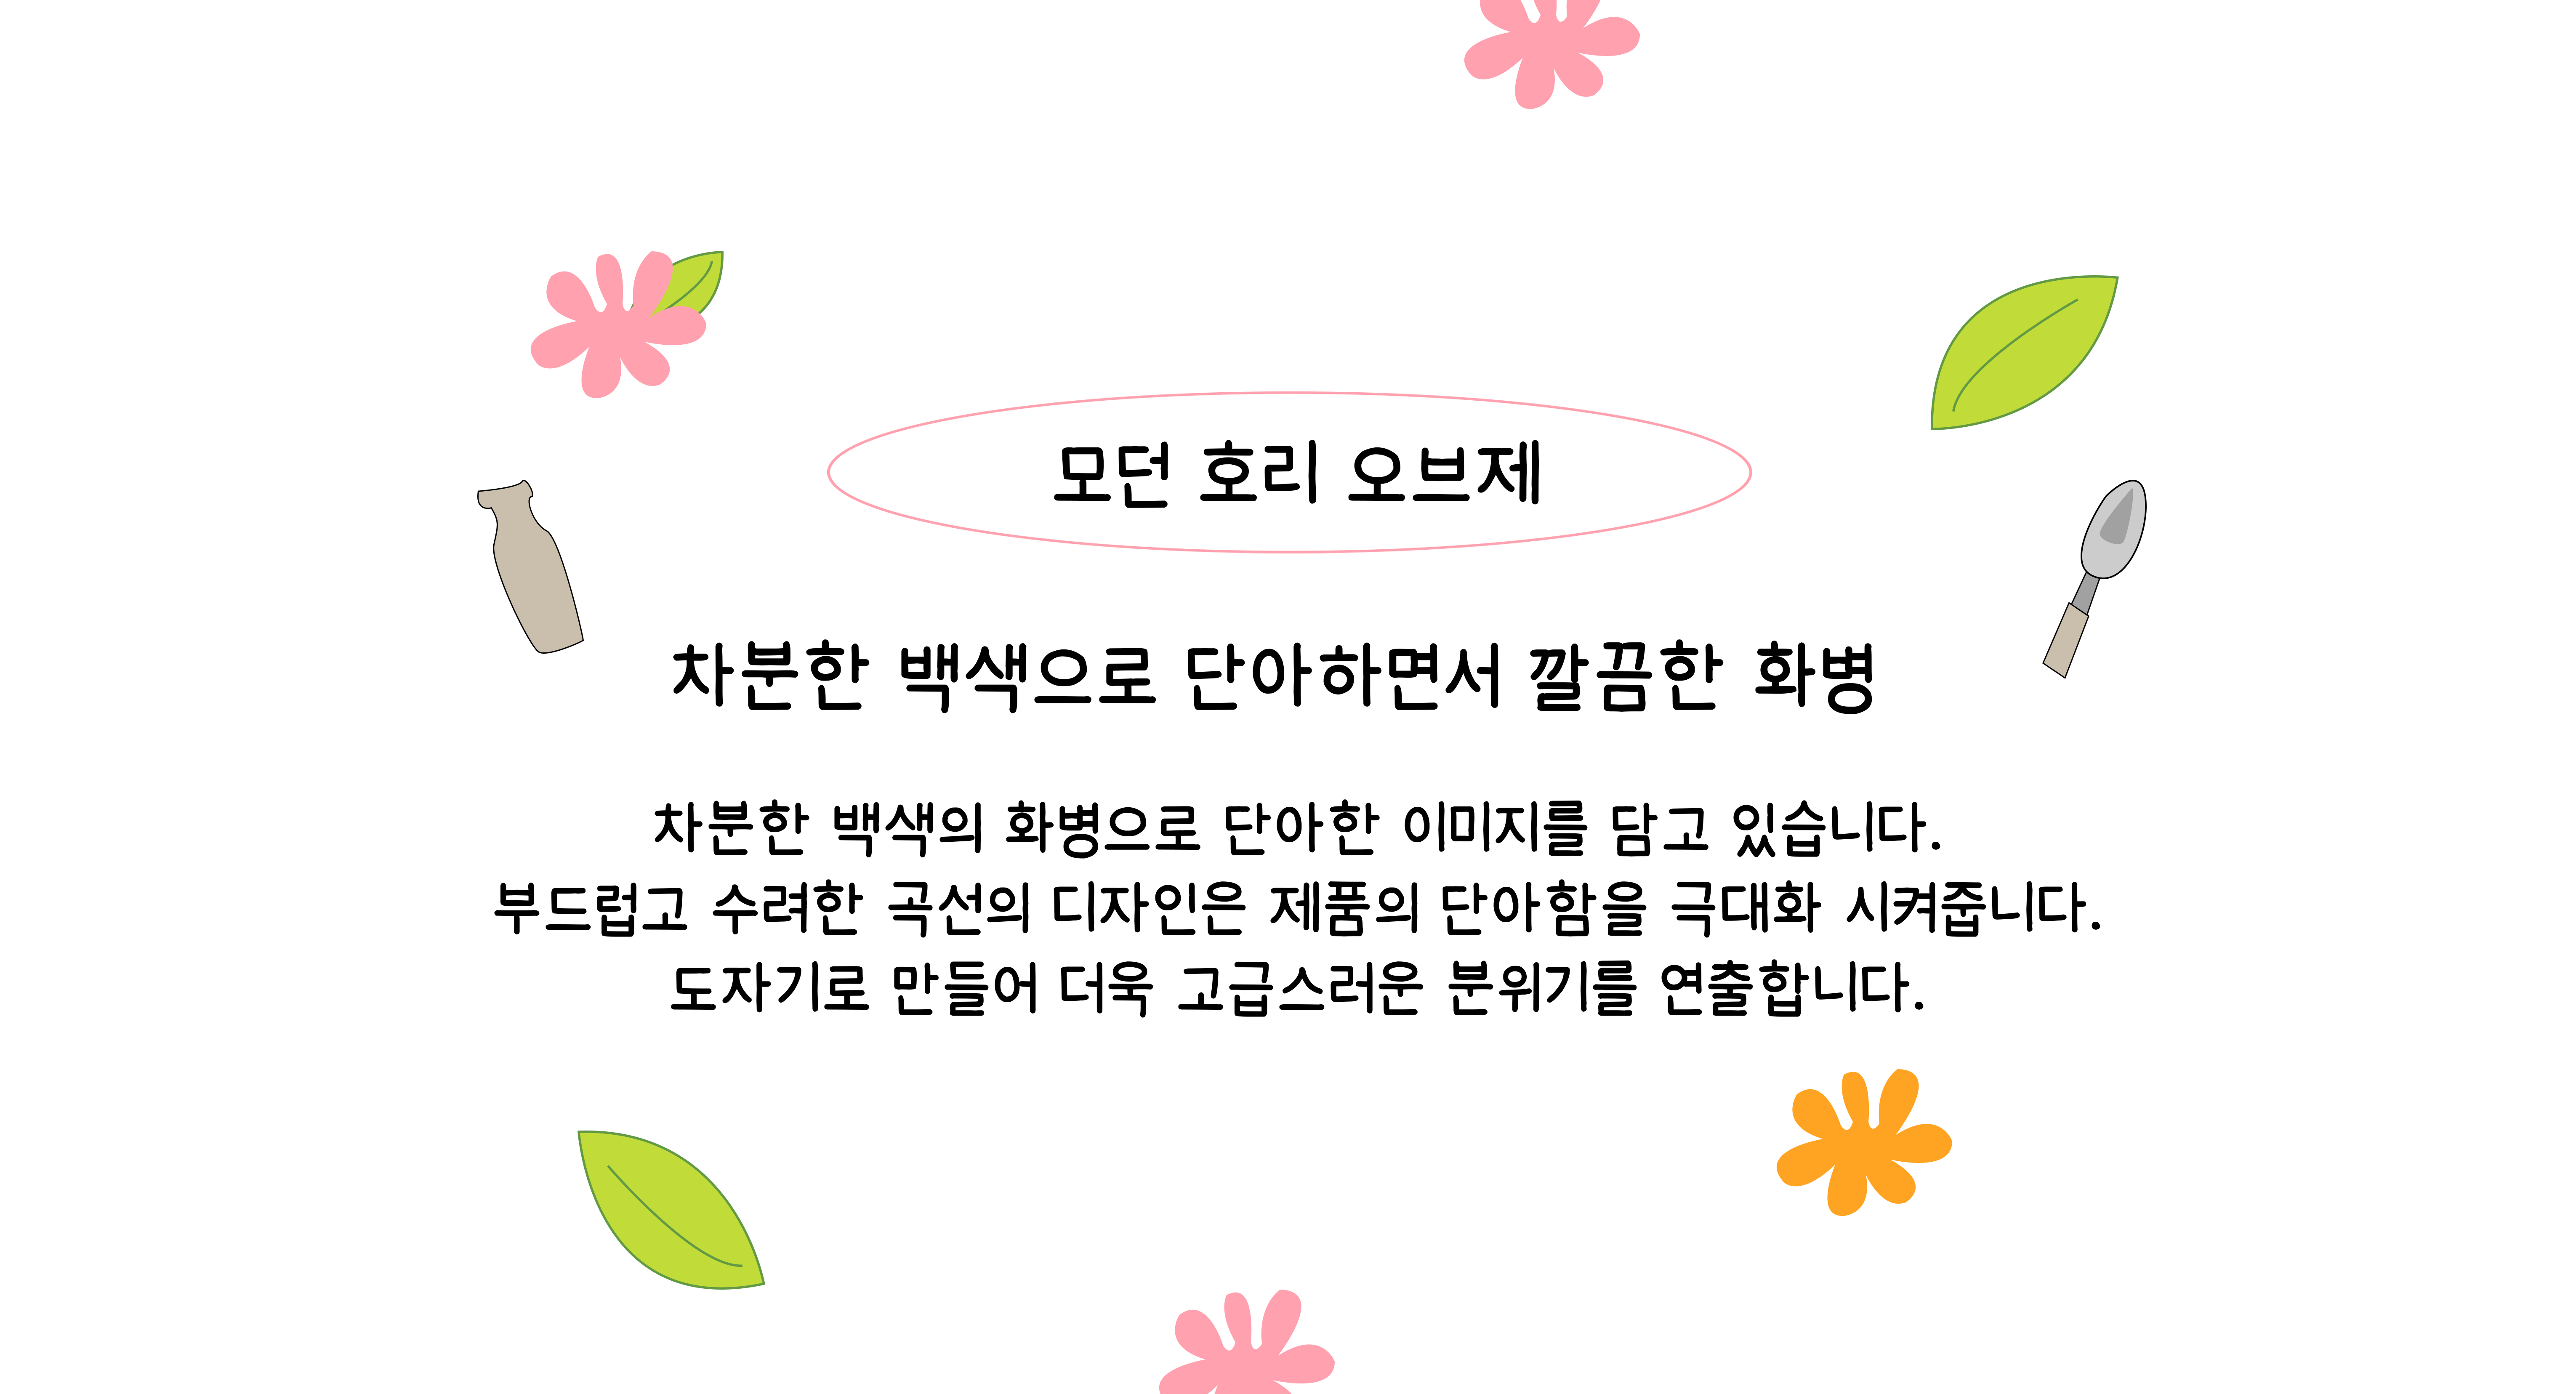 모던 호리 오브제
차분한 백색으로 단아하면서 깔끔한 화병
차분한 백색의 화병으로 단아한 이미지를 담고 있습니다.
부드럽고 수려한 곡선의 디자인은 제품의 단아함을 극대화 시켜줍니다.
도자기로 만들어 더욱 고급스러운 분위기를 연출합니다.